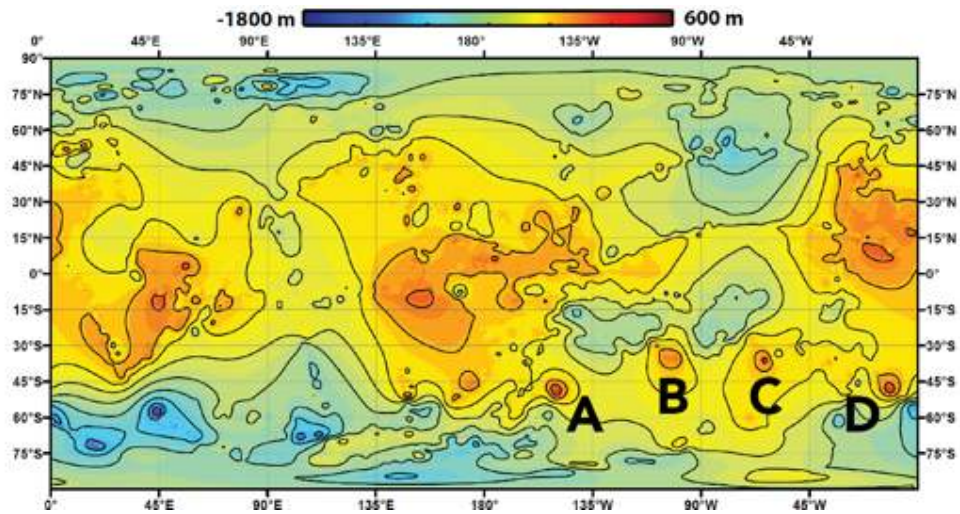 -1800 m 600 m
0° 45°E 90°E 135°E 180° 135°W 90°W 45°W
90°
75°N 75°N
60°N 60°N
45°N 45°N
30°N 30°N
15°N 15°N
0° 0°
15°S 15°S
30°S 30°S
45°S 45°S
A B C D
60°S 60°S
75°S 75°S
0° 45°E 90°E 135°E 180° 135°W 90°W 45°W